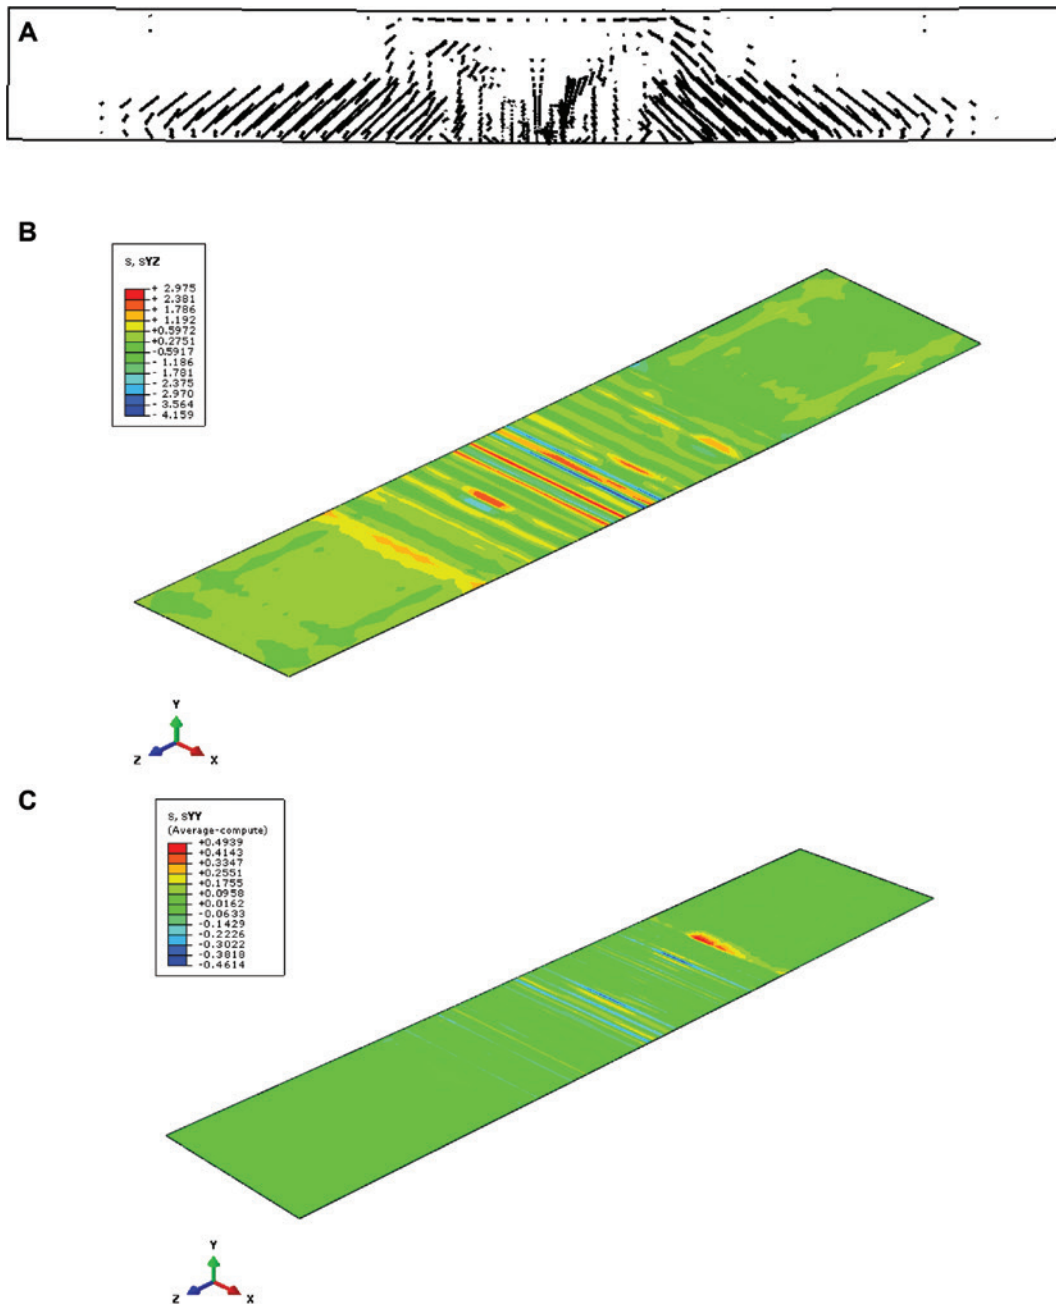 A
B
s, sYZ
+ 2.975
+ 2.381
+ 1.786
+ 1.192
+0.5972
+0.2751
-0.5917
- 1.186
- 1.781
- 2.375
- 2.970
- 3.564
- 4.159
Y
Z
X
C
s, sYY
(Average-compute)
+0.4939
+0.4143
+0.3347
+0.2551
+0.1755
+0.0958
+0.0162
-0.0633
-0.1429
-0.2226
-0.3022
-0.3818
-0.4614
Y
Z
X